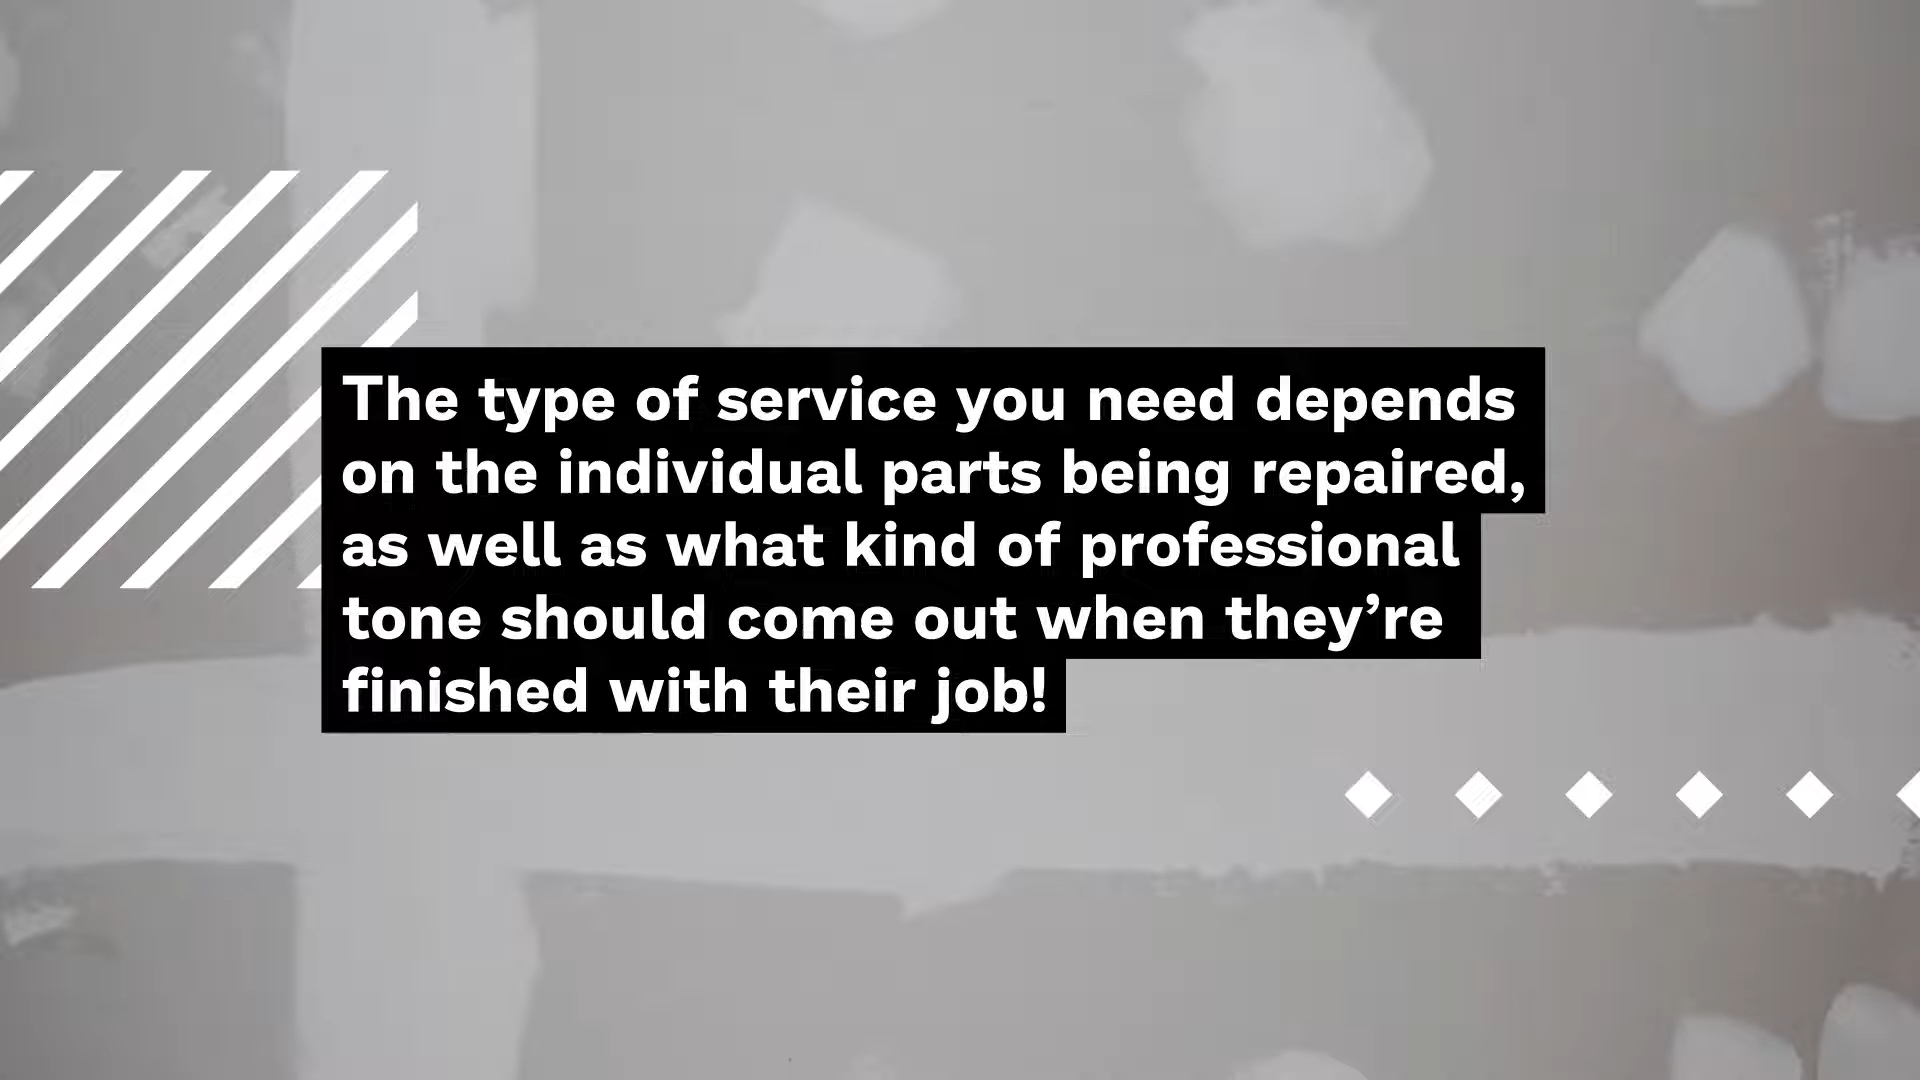 The type of service you need depends
on the individual parts being repaired,
as well as what kind of professional
tone should come out when they’re
finished with their job!